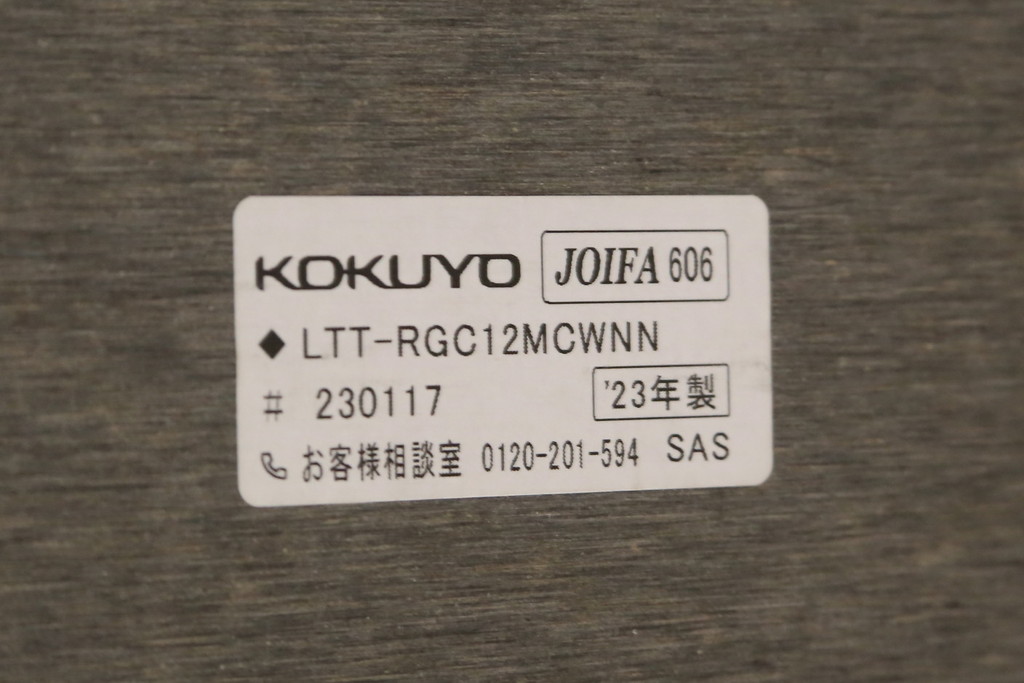 KOKUYO JOIFA 606
◆ LTT-RGC12MCWNN
# 230117 '23年製
お客様相談室 0120-201-594 SAS